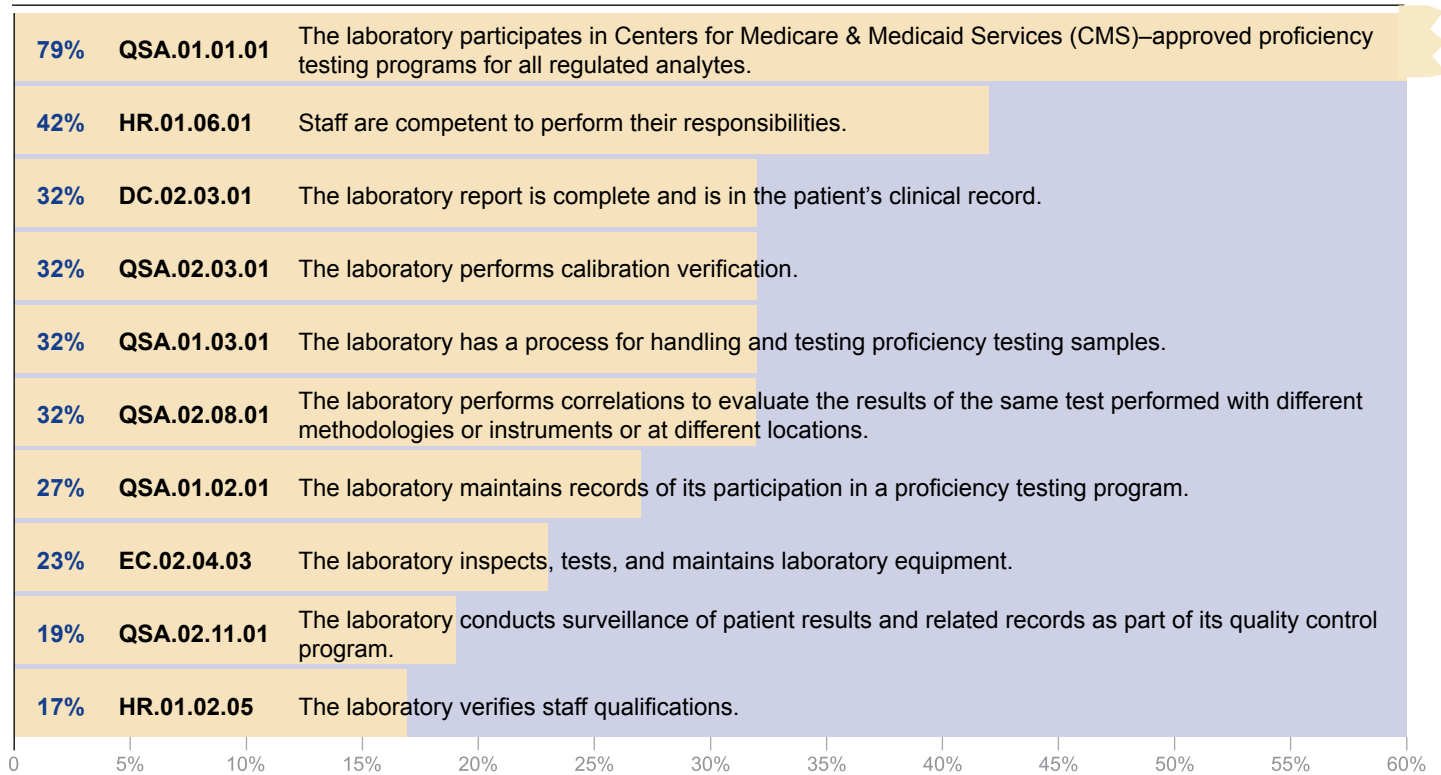 79% QSA.01.01.01 The laboratory participates in Centers for Medicare & Medicaid Services (CMS)–approved proficiency
testing programs for all regulated analytes.
42% HR.01.06.01 Staff are competent to perform their responsibilities.
32% DC.02.03.01 The laboratory report is complete and is in the patient’s clinical record.
32% QSA.02.03.01 The laboratory performs calibration verification.
32% QSA.01.03.01 The laboratory has a process for handling and testing proficiency testing samples.
32% QSA.02.08.01 The laboratory performs correlations to evaluate the results of the same test performed with different
methodologies or instruments or at different locations.
27% QSA.01.02.01 The laboratory maintains records of its participation in a proficiency testing program.
23% EC.02.04.03 The laboratory inspects, tests, and maintains laboratory equipment.
19% QSA.02.11.01 The laboratory conducts surveillance of patient results and related records as part of its quality control
program.
17% HR.01.02.05 The laboratory verifies staff qualifications.
0 5% 10% 15% 20% 25% 30% 35% 40% 45% 50% 55% 60%